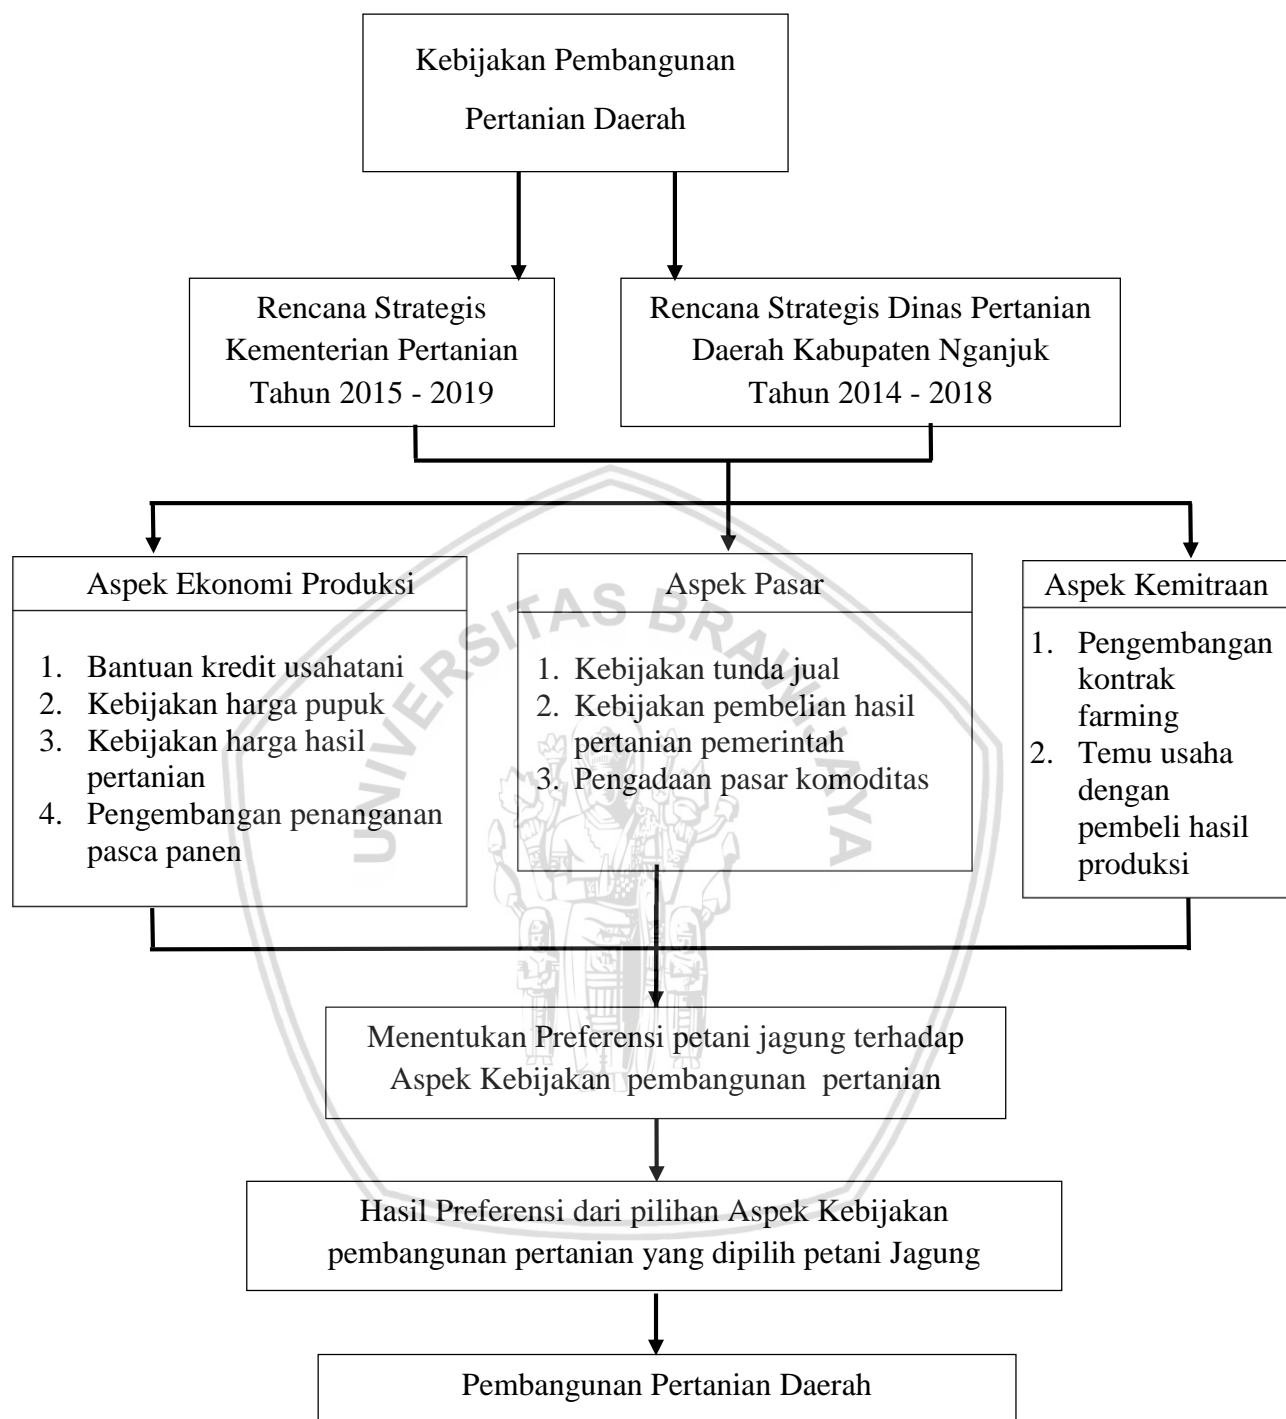 Kebijakan Pembangunan
Pertanian Daerah
Rencana Strategis
Kementerian Pertanian
Tahun 2015 - 2019
Rencana Strategis Dinas Pertanian
Daerah Kabupaten Nganjuk
Tahun 2014 - 2018
Aspek Ekonomi Produksi
1. Bantuan kredit usahatani
2. Kebijakan harga pupuk
3. Kebijakan harga hasil
pertanian
4. Pengembangan penanganan
pasca panen
Aspek Pasar
1. Kebijakan tunda jual
2. Kebijakan pembelian hasil
pertanian pemerintah
3. Pengadaan pasar komoditas
Aspek Kemitraan
1. Pengembangan
kontrak
farming
2. Temu usaha
dengan
pembeli hasil
produksi
UNIVERSITAS BRAWIJAYA
Menentukan Preferensi petani jagung terhadap
Aspek Kebijakan pembangunan pertanian
Hasil Preferensi dari pilihan Aspek Kebijakan
pembangunan pertanian yang dipilih petani Jagung
Pembangunan Pertanian Daerah